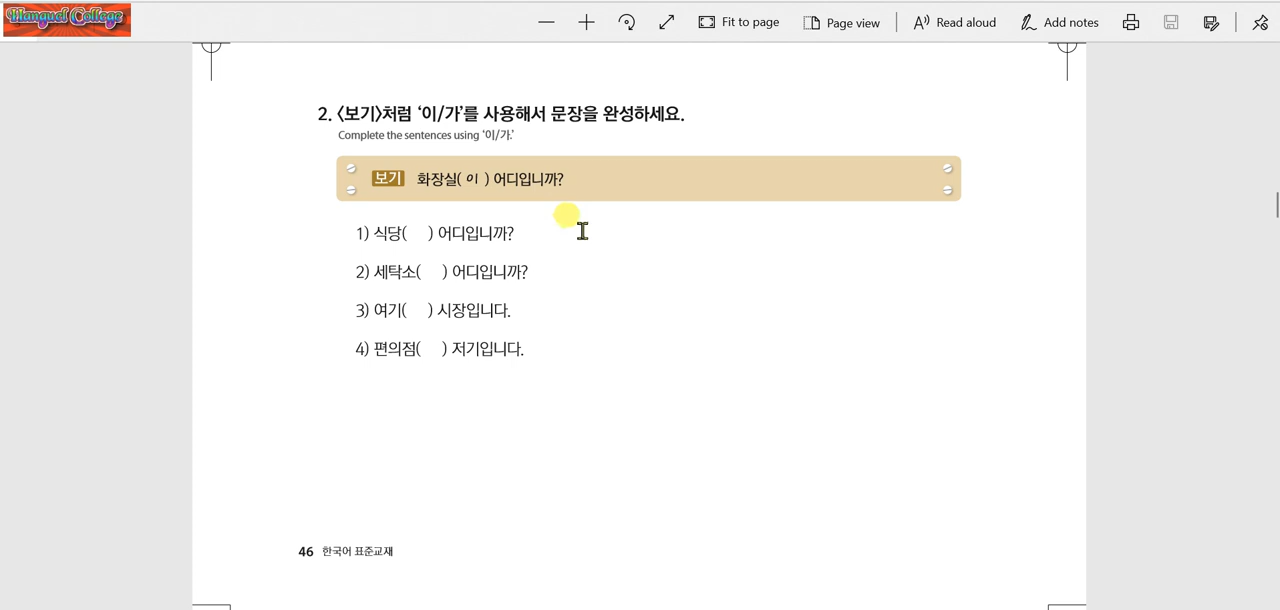 Hanguel College
Fit to page
Page view
Read aloud
Add notes
2. 〈보기〉처럼 ‘이/가’를 사용해서 문장을 완성하세요.
Complete the sentences using ‘이/가.’
보기 화장실( 이 ) 어디입니까?
1) 식당( ) 어디입니까?
2) 세탁소( ) 어디입니까?
3) 여기( ) 시장입니다.
4) 편의점( ) 저기입니다.
46 한국어 표준교재